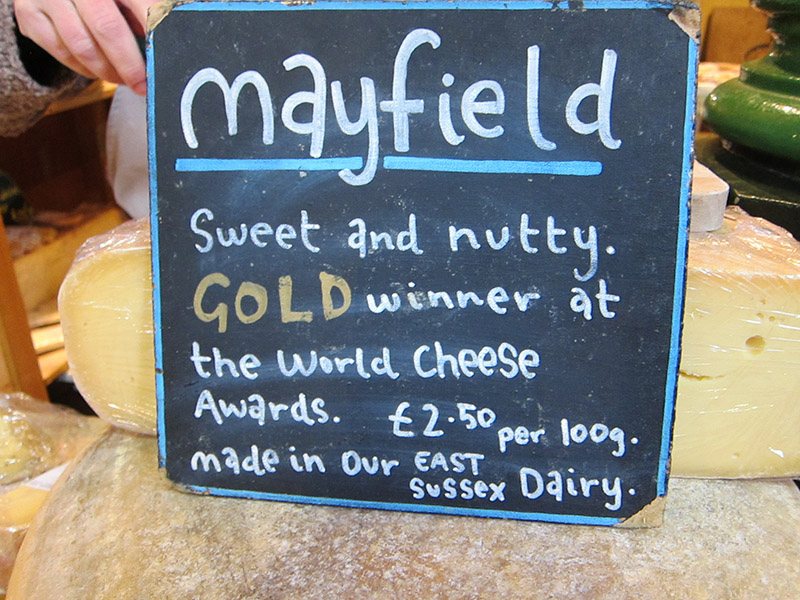 mayfield
Sweet and nutty.
GOLD winner at
the World Cheese
Awards. £2.50 per 100g.
made in our EAST
SUSSEX Dairy.